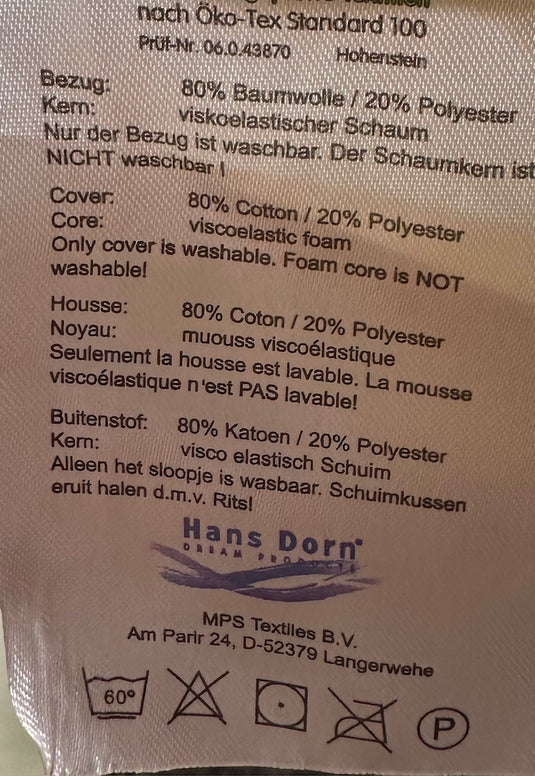 nach Öko-Tex Standard 100
Prüf-Nr. 06.0.43870 Hohenstein
Bezug: 80% Baumwolle / 20% Polyester
Kern: viskoelastischer Schaum
Nur der Bezug ist waschbar. Der Schaumkern ist
NICHT waschbar !
Cover: 80% Cotton / 20% Polyester
Core: viscoelastic foam
Only cover is washable. Foam core is NOT
washable!
Housse: 80% Coton / 20% Polyester
Noyau: muouss viscoélastique
Seulement la housse est lavable. La mousse
viscoélastique n'est PAS lavable!
Buitenstof: 80% Katoen / 20% Polyester
Kern: visco elastisch Schuim
Alleen het sloopje is wasbaar. Schuimkussen
eruit halen d.m.v. Rits!
Hans Dorn
DREAM PRODUCTS
MPS Textiles B.V.
Am Parir 24, D-52379 Langerwehe
60° P